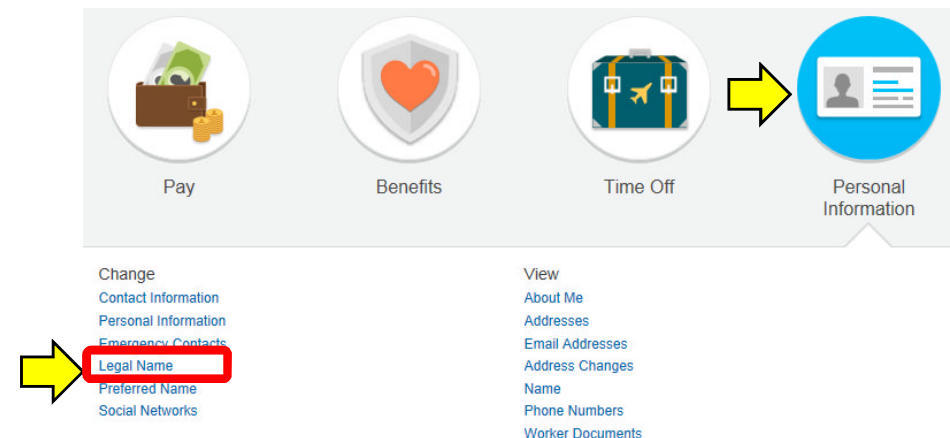 Pay
Benefits
Time Off
Personal
Information
Change
Contact Information
Personal Information
Emergency Contacts
Legal Name
Preferred Name
Social Networks
View
About Me
Addresses
Email Addresses
Address Changes
Name
Phone Numbers
Worker Documents